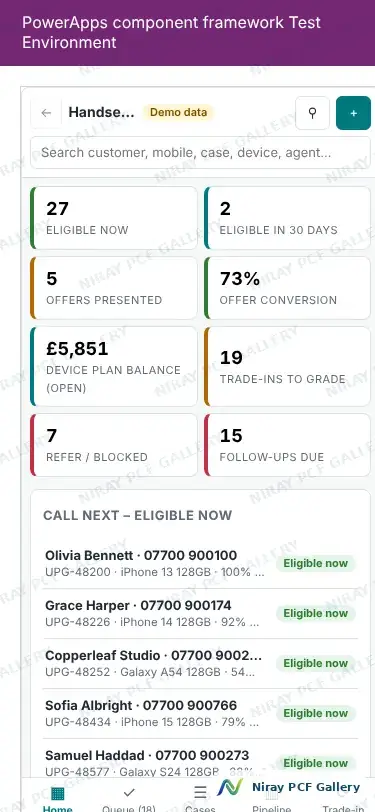 PowerApps component framework Test
Environment
← Handse... Demo data
+
Search customer, mobile, case, device, agent...
27
ELIGIBLE NOW
2
ELIGIBLE IN 30 DAYS
5
OFFERS PRESENTED
73%
OFFER CONVERSION
£5,851
DEVICE PLAN BALANCE
(OPEN)
19
TRADE-INS TO GRADE
7
REFER / BLOCKED
15
FOLLOW-UPS DUE
CALL NEXT – ELIGIBLE NOW
Olivia Bennett · 07700 900100
UPG-48200 · iPhone 13 128GB · 100% ...
Eligible now
Grace Harper · 07700 900174
UPG-48226 · iPhone 14 128GB · 92% ...
Eligible now
Copperleaf Studio · 07700 9002...
UPG-48252 · Galaxy A54 128GB · 54...
Eligible now
Sofia Albright · 07700 900766
UPG-48434 · iPhone 15 128GB · 79% ...
Eligible now
Samuel Haddad · 07700 900273
UPG-48577 · Galaxy S24 128GB ·
Eligible now
Niray PCF Gallery
Home Queue (18) Cases Pipeline Trade-in
NIRAY PCF GALLERY